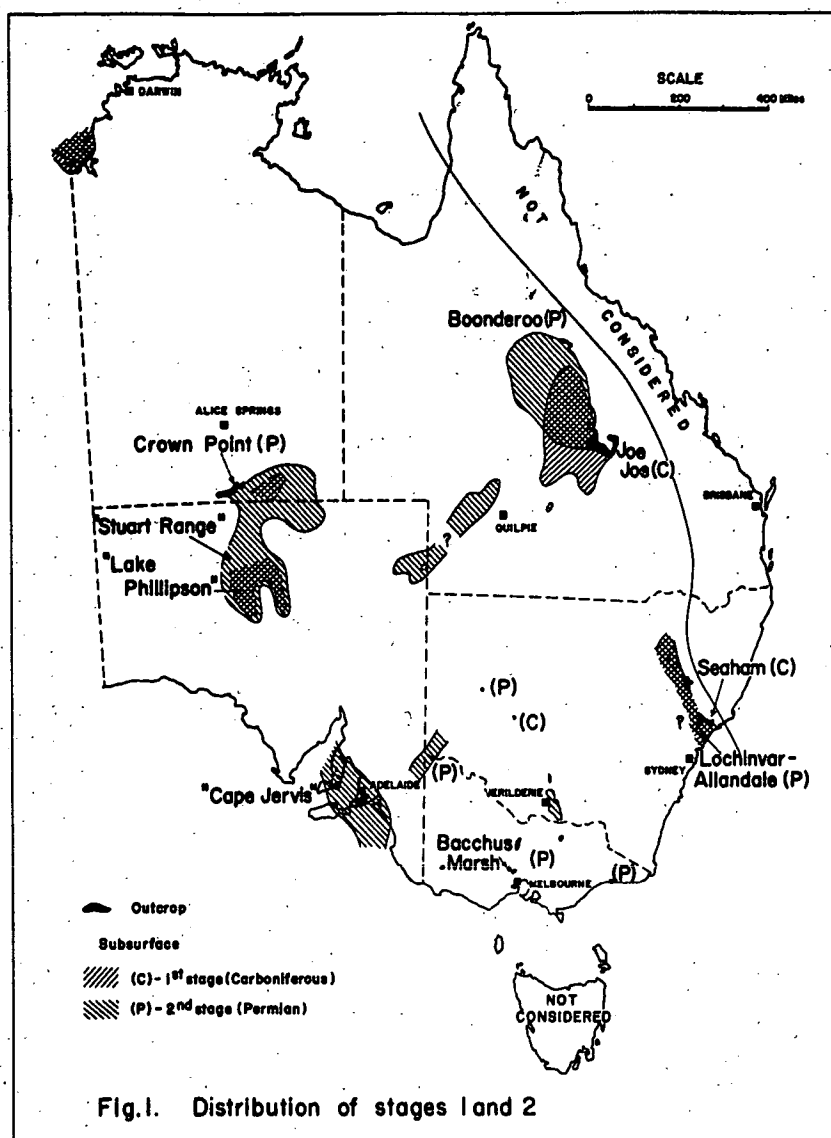 SCALE
0 200 400 Miles
DARWIN
NOT CONSIDERED
Boonderoo (P)
ALICE SPRINGS
Crown Point (P)
Joe
Joe (C)
BRISBANE
"Stuart Range"
QUILPIE
?
"Lake
Phillipson"
Seaham (C)
(P)
(C)
?
Lochinvar-
Allandale (P)
SYDNEY
"Cape Jervis"
ADELAIDE
(P)
JERILDERIE
Bacchus
Marsh
(P)
(P)
MELBOURNE
Outcrop
Subsurface
(C) - 1st stage (Carboniferous)
(P) - 2nd stage (Permian)
NOT
CONSIDERED
Fig.1. Distribution of stages 1 and 2